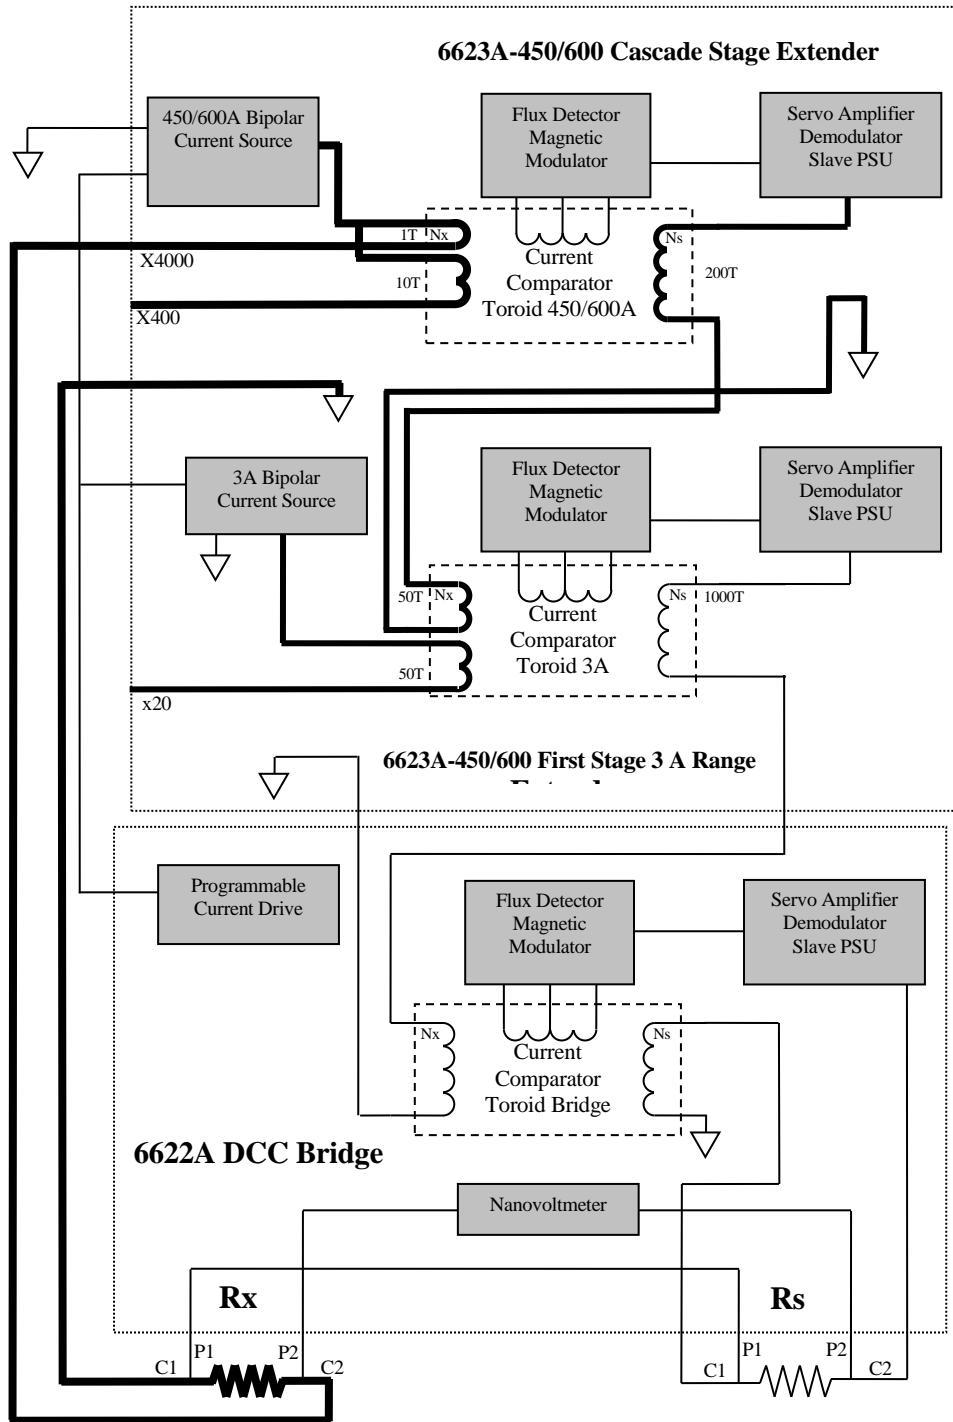 6623A-450/600 Cascade Stage Extender
450/600A Bipolar
Current Source
Flux Detector
Magnetic
Modulator
Servo Amplifier
Demodulator
Slave PSU
1T
Nx
Ns
X4000
10T
Current
Comparator
Toroid 450/600A
200T
X400
3A Bipolar
Current Source
Flux Detector
Magnetic
Modulator
Servo Amplifier
Demodulator
Slave PSU
50T
Nx
Ns
1000T
Current
Comparator
Toroid 3A
50T
x20
6623A-450/600 First Stage 3 A Range
Programmable
Current Drive
Flux Detector
Magnetic
Modulator
Servo Amplifier
Demodulator
Slave PSU
Nx
Ns
Current
Comparator
Toroid Bridge
6622A DCC Bridge
Nanovoltmeter
Rx
Rs
P1
P2
C1
C2
P1
P2
C1
C2